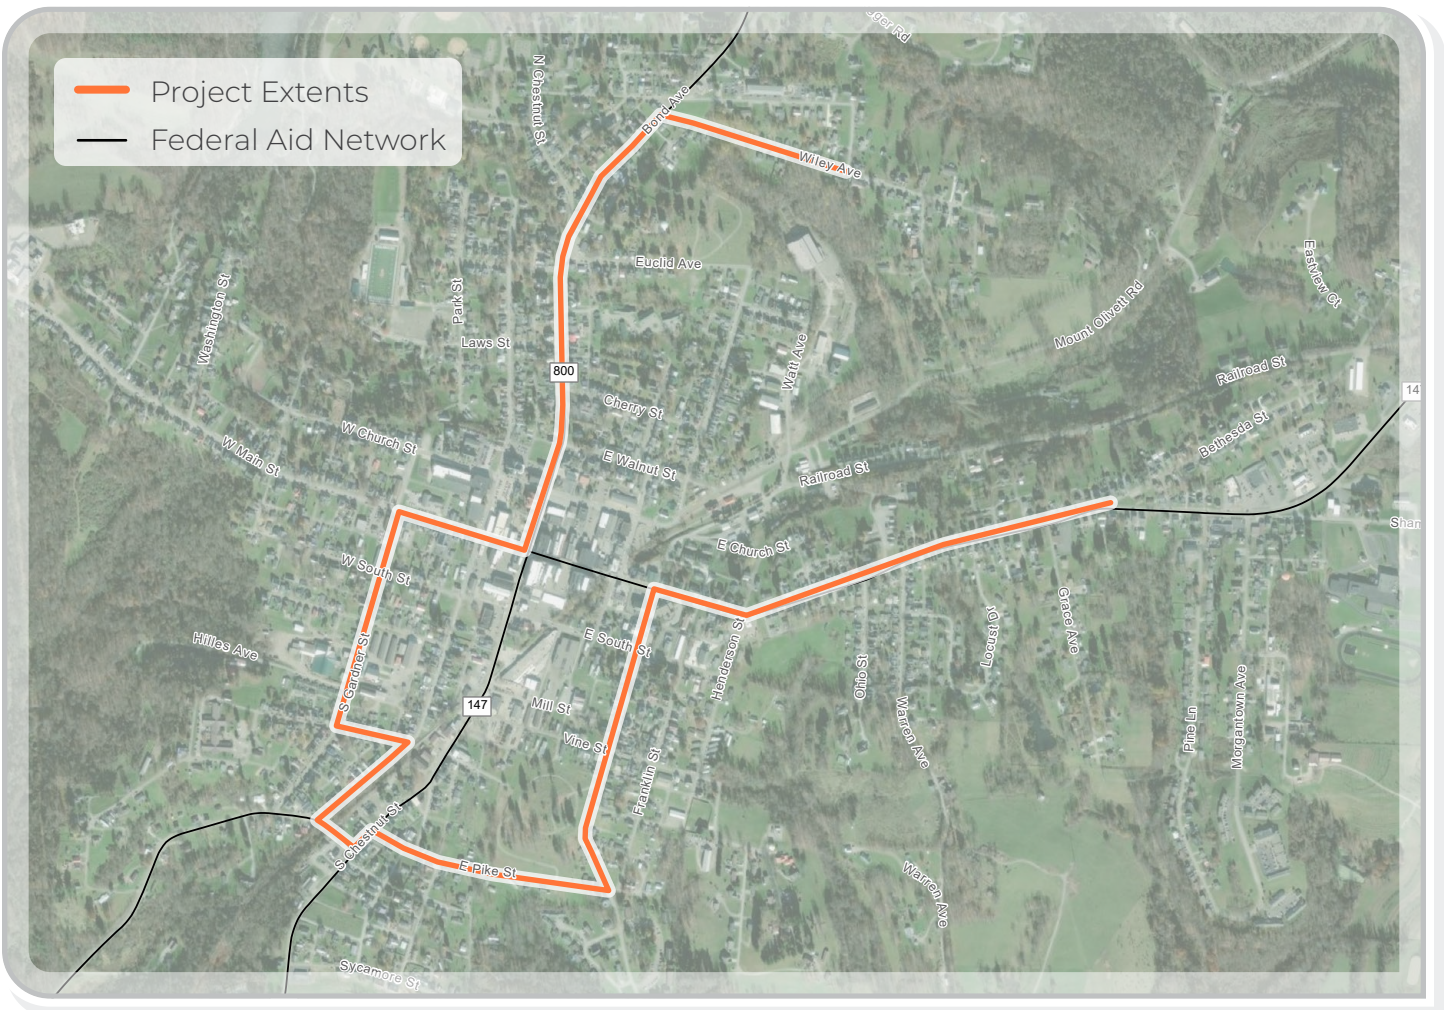 gger Rd
Project Extents
Federal Aid Network
N Chestnut St
Bond Ave
Wiley Ave
Euclid Ave
Eastview Ct
Washington St
Park St
Mount Olivett Rd
Laws St
Watt Ave
800
Railroad St
14
Cherry St
W Church St
Bethesda St
W Main St
E Walnut St
Railroad St
Shan
E Church St
W South St
Grace Ave
Hilles Ave
E South St
Locust D
S Gardner St
Henderson St
Ohio St
147
Mill St
Warren Ave
Pine Ln
Morgantown Ave
Vine St
Franklin St
S Chestnut St
E Pike St
Warren Ave
Sycamore St